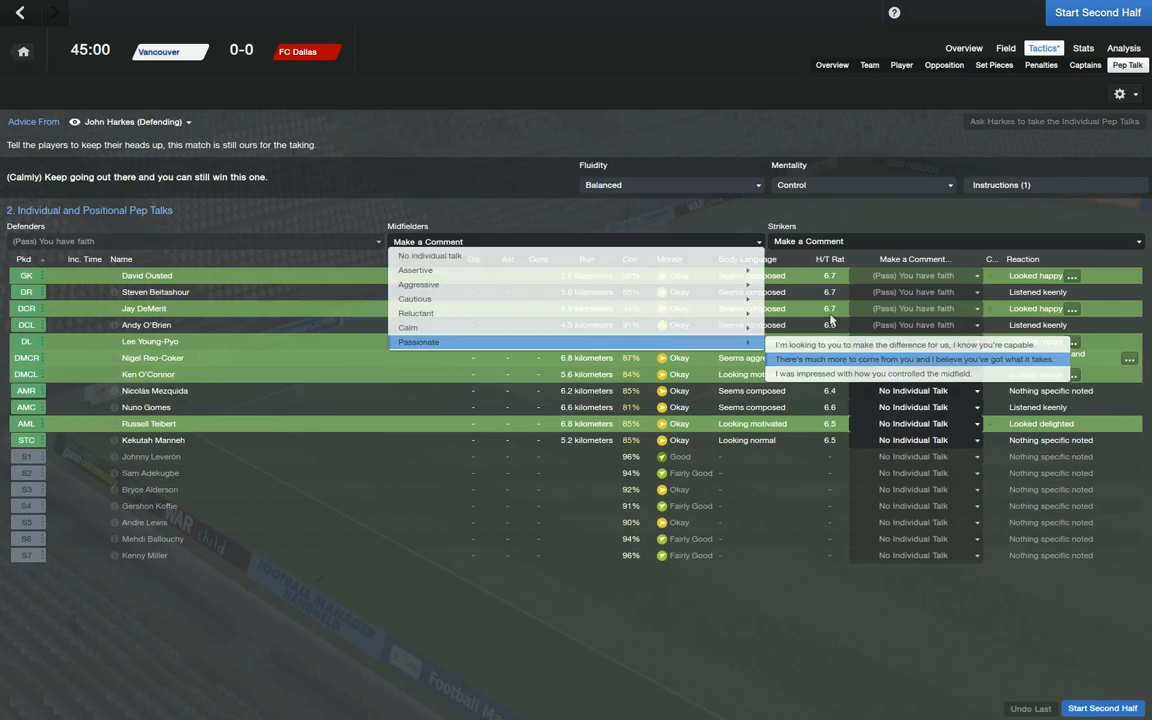 Start Second Half
45:00 Vancouver 0-0 FC Dallas
Overview Field Tactics* Stats Analysis
Overview Team Player Opposition Set Pieces Penalties Captains Pep Talk
Advice From John Harkes (Defending)
Ask Harkes to take the Individual Pep Talks
Tell the players to keep their heads up, this match is still ours for the taking.
Fluidity Mentality
(Calmly) Keep going out there and you can still win this one.
Balanced Control Instructions (1)
2. Individual and Positional Pep Talks
Defenders Midfielders Strikers
(Pass) You have faith Make a Comment Make a Comment
Pkd Inc. Time Name Gls Ast Conc Run Con Morale Body Language H/T Rat Make a Comment... C... Reaction
No individual talk
Assertive
Aggressive
Cautious
Reluctant
Calm
Passionate
I'm looking to you to make the difference for us, I know you're capable.
There's much more to come from you and I believe you've got what it takes.
I was impressed with how you controlled the midfield.
GK David Ousted Okay 6.7 (Pass) You have faith Looked happy ...
DR Steven Beitashour Okay 6.7 (Pass) You have faith Listened keenly
DCR Jay DeMerit Okay 6.7 (Pass) You have faith Looked happy ...
DCL Andy O'Brien Okay (Pass) You have faith Listened keenly
DL Lee Young-Pyo
DMCR Nigel Reo-Coker 6.8 kilometers 87% Okay and ...
DMCL Ken O'Connor 5.6 kilometers 84% Okay
AMR Nicolás Mezquida 6.8 kilometers 85% Okay Seems composed 6.4 No Individual Talk Nothing specific noted
AMC Nuno Gomes 6.6 kilometers 81% Okay Seems composed 6.6 No Individual Talk Listened keenly
AML Russell Teibert 6.8 kilometers 85% Okay Looking motivated 6.5 No Individual Talk Looked delighted
STC Kekutah Manneh 5.2 kilometers 85% Okay Looking normal 6.5 No Individual Talk Nothing specific noted
S1 Johnny Leverón - - - - 96% Good - - No Individual Talk Nothing specific noted
S2 Sam Adekugbe - - - - 94% Fairly Good - - No Individual Talk Nothing specific noted
S3 Bryce Alderson - - - - 92% Okay - - No Individual Talk Nothing specific noted
S4 Gershon Koffie - - - - 91% Fairly Good - - No Individual Talk Nothing specific noted
S5 Andre Lewis - - - - 90% Okay - - No Individual Talk Nothing specific noted
S6 Mehdi Ballouchy - - - - 94% Fairly Good - - No Individual Talk Nothing specific noted
S7 Kenny Miller - - - - 96% Fairly Good - - No Individual Talk Nothing specific noted
Undo Last Start Second Half